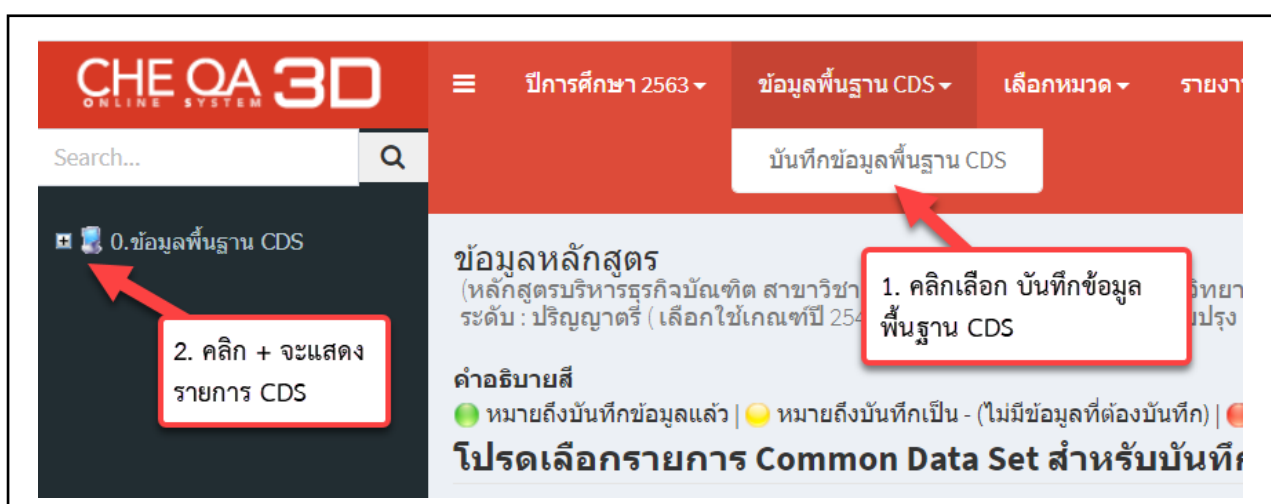 CHE QA 3D
ONLINE SYSTEM
ปีการศึกษา 2563
ข้อมูลพื้นฐาน CDS
เลือกหมวด
Search...
บันทึกข้อมูลพื้นฐาน CDS
0.ข้อมูลพื้นฐาน CDS
ข้อมูลหลักสูตร
(หลักสูตรบริหารธุรกิจบัณฑิต สาขาวิชา
ระดับ : ปริญญาตรี ( เลือกใช้เกณฑ์ปี 254
1. คลิกเลือก บันทึกข้อมูล
พื้นฐาน CDS
2. คลิก + จะแสดง
รายการ CDS
คำอธิบายสี
หมายถึงบันทึกข้อมูลแล้ว | หมายถึงบันทึกเป็น - (ไม่มีข้อมูลที่ต้องบันทึก) |
โปรดเลือกรายการ Common Data Set สำหรับบันทึก